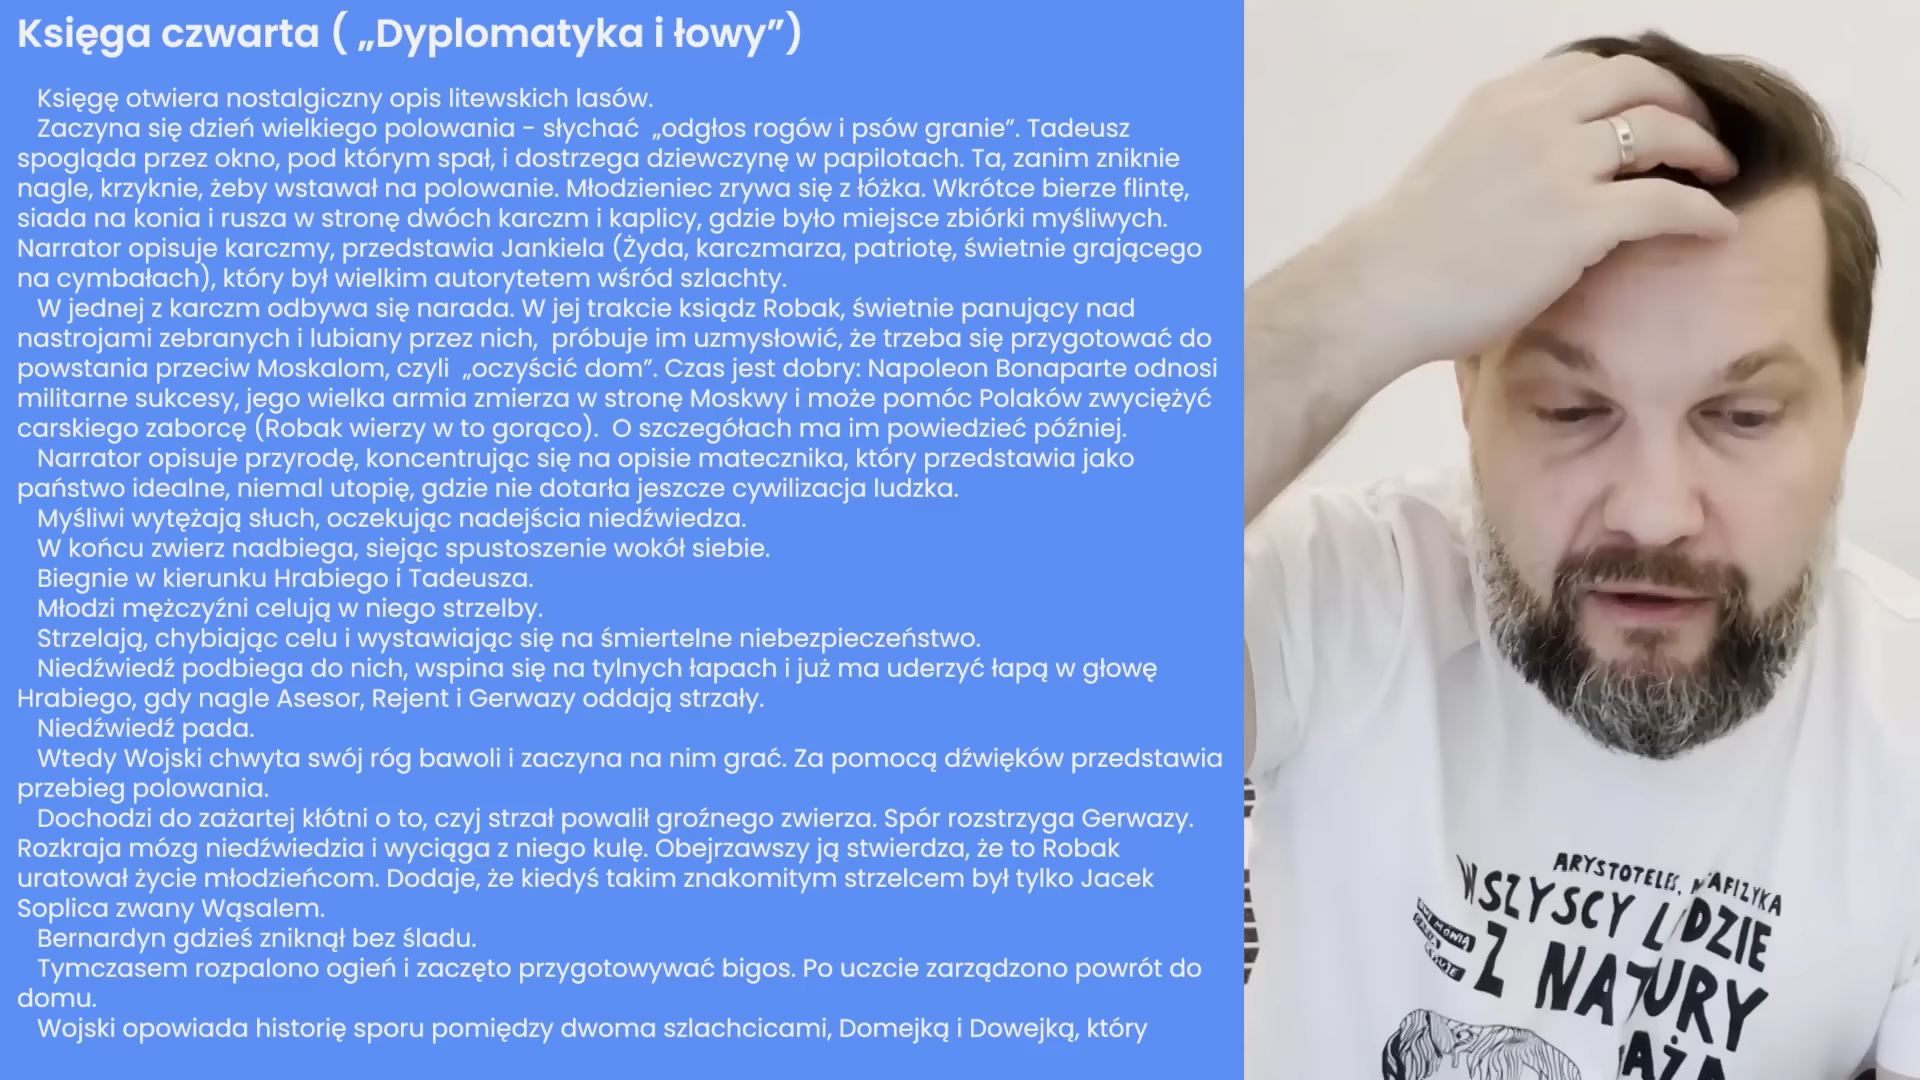 Księga czwarta ( „Dyplomatyka i łowy”)
Księgę otwiera nostalgiczny opis litewskich lasów.
Zaczyna się dzień wielkiego polowania - słychać „odgłos rogów i psów granie”. Tadeusz
spogląda przez okno, pod którym spał, i dostrzega dziewczynę w papilotach. Ta, zanim zniknie
nagle, krzyknie, żeby wstawał na polowanie. Młodzieniec zrywa się z łóżka. Wkrótce bierze flintę,
siada na konia i rusza w stronę dwóch karczm i kaplicy, gdzie było miejsce zbiórki myśliwych.
Narrator opisuje karczmy, przedstawia Jankiela (Żyda, karczmarza, patriotę, świetnie grającego
na cymbałach), który był wielkim autorytetem wśród szlachty.
W jednej z karczm odbywa się narada. W jej trakcie ksiądz Robak, świetnie panujący nad
nastrojami zebranych i lubiany przez nich, próbuje im uzmysłowić, że trzeba się przygotować do
powstania przeciw Moskalom, czyli „oczyścić dom”. Czas jest dobry: Napoleon Bonaparte odnosi
militarne sukcesy, jego wielka armia zmierza w stronę Moskwy i może pomóc Polaków zwyciężyć
carskiego zaborcę (Robak wierzy w to gorąco). O szczegółach ma im powiedzieć później.
Narrator opisuje przyrodę, koncentrując się na opisie matecznika, który przedstawia jako
państwo idealne, niemal utopię, gdzie nie dotarła jeszcze cywilizacja ludzka.
Myśliwi wytężają słuch, oczekując nadejścia niedźwiedza.
W końcu zwierz nadbiega, siejąc spustoszenie wokół siebie.
Biegnie w kierunku Hrabiego i Tadeusza.
Młodzi mężczyźni celują w niego strzelby.
Strzelają, chybiając celu i wystawiając się na śmiertelne niebezpieczeństwo.
Niedźwiedź podbiega do nich, wspina się na tylnych łapach i już ma uderzyć łapą w głowę
Hrabiego, gdy nagle Asesor, Rejent i Gerwazy oddają strzały.
Niedźwiedź pada.
Wtedy Wojski chwyta swój róg bawoli i zaczyna na nim grać. Za pomocą dźwięków przedstawia
przebieg polowania.
Dochodzi do zażartej kłótni o to, czyj strzał powalił groźnego zwierza. Spór rozstrzyga Gerwazy.
Rozkraja mózg niedźwiedzia i wyciąga z niego kulę. Obejrzawszy ją stwierdza, że to Robak
uratował życie młodzieńcom. Dodaje, że kiedyś takim znakomitym strzelcem był tylko Jacek
Soplica zwany Wąsalem.
Bernardyn gdzieś zniknął bez śladu.
Tymczasem rozpalono ogień i zaczęto przygotowywać bigos. Po uczcie zarządzono powrót do
domu.
Wojski opowiada historię sporu pomiędzy dwoma szlachcicami, Domejką i Dowejką, który
ARYSTOTELES,
WSZYSCY
Z NATURY